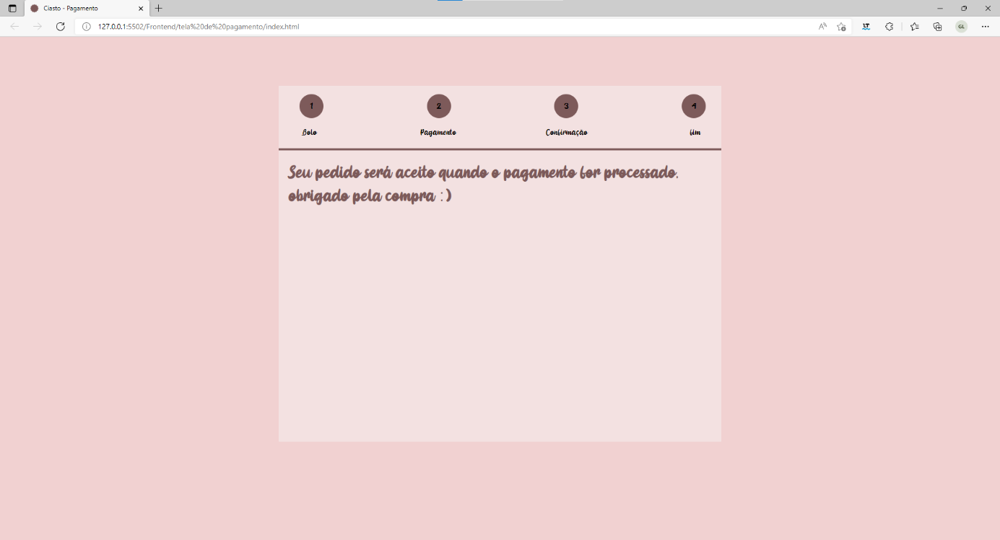 Ciasto - Pagamento
127.0.0.1:5502/Frontend/tela%20de%20pagamento/index.html
GL
1 2 3 4
Bolo Pagamento Confirmação fim
Seu pedido será aceito quando o pagamento for processado.
obrigado pela compra :)